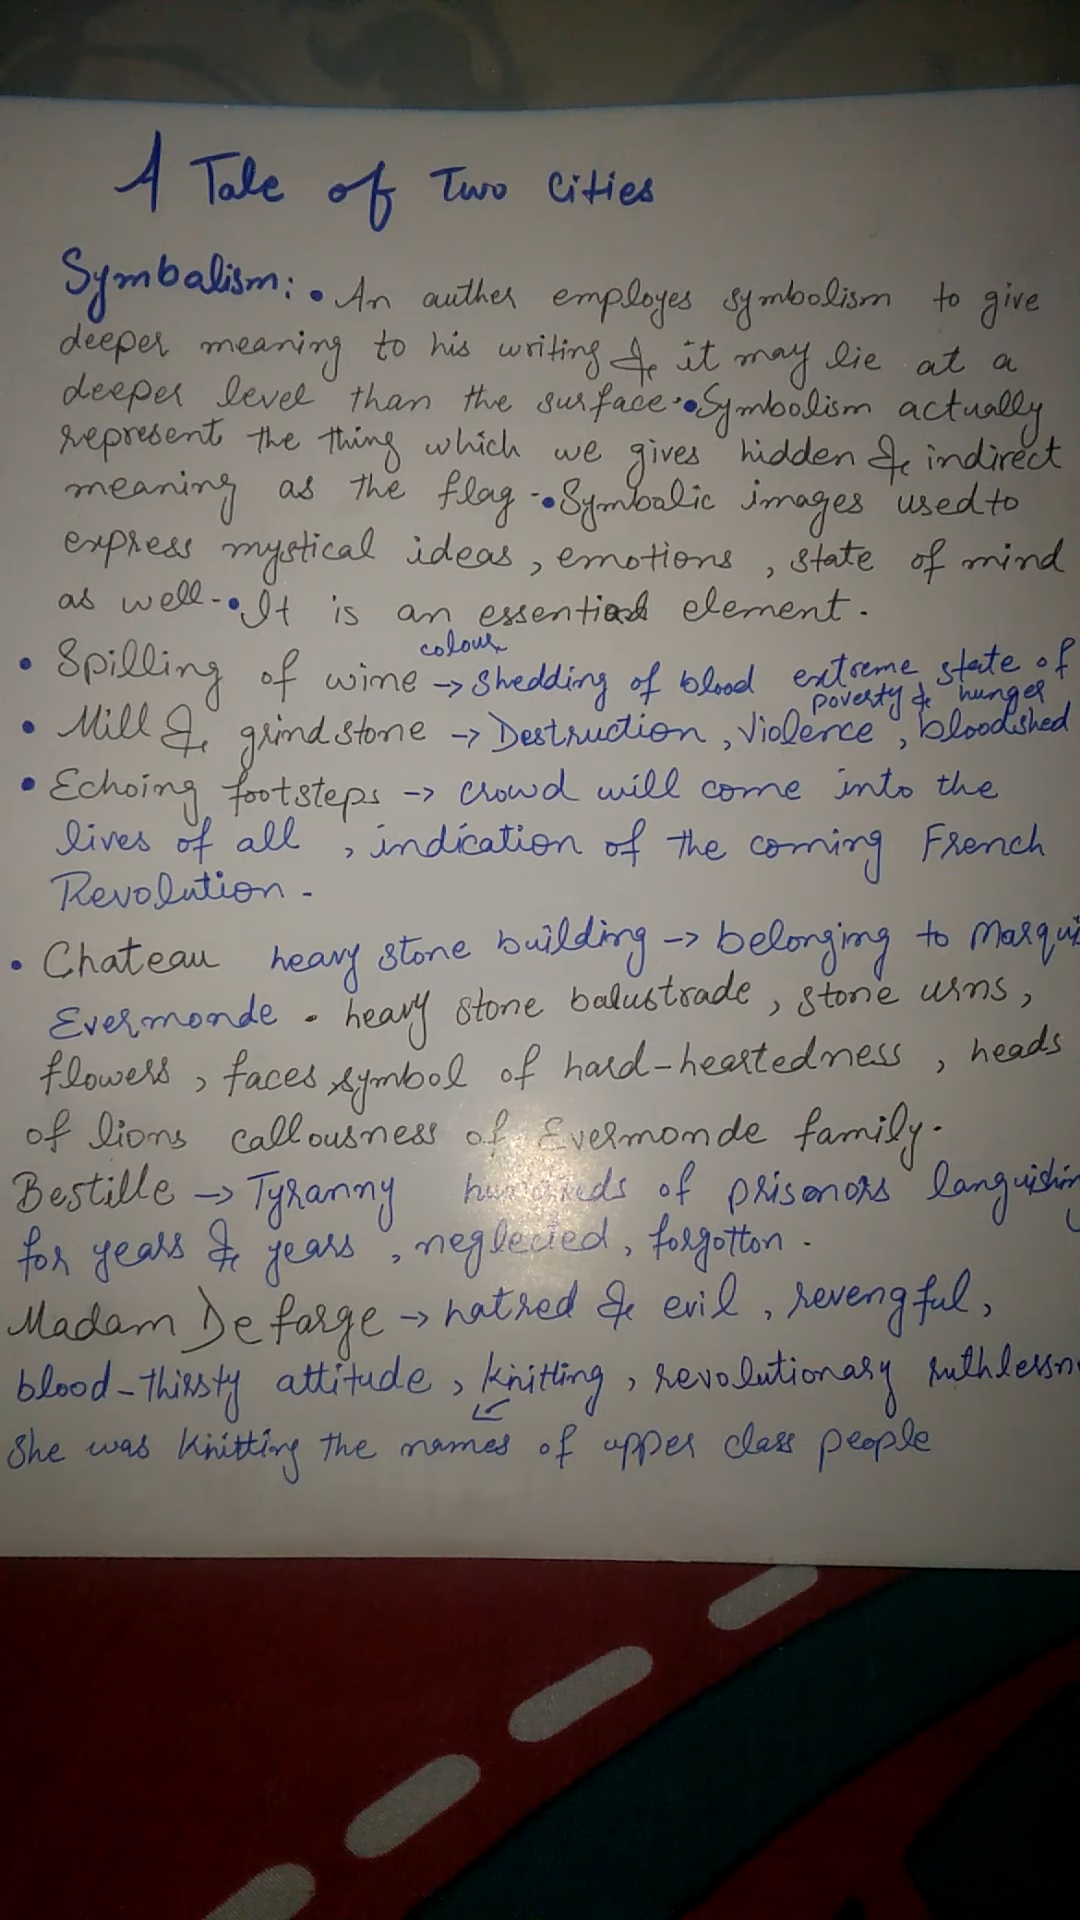 A Tale of Two Cities
Symbalism: • An auther employes symbolism to give
deeper meaning to his writing & it may lie at a
deeper level than the surface. • Symbolism actually
represent the thing which we gives hidden & indirect
meaning as the flag - • Symbalic images used to
express mystical ideas, emotions, state of mind
as well - • It is an essential element.
colour
• Spilling of wine → shedding of blood extreme state of
poverty & hunger
• Mill & grindstone → Destruction, Violence, bloodshed
• Echoing footsteps → crowd will come into the
lives of all, indication of the coming French
Revolution.
• Chateau heavy stone building → belonging to Marqui
Evermonde. heavy stone balustrade, stone urns,
flowers, faces, symbol of hard-heartedness, heads
of lions callousness of Evermonde family.
Bestille → Tyranny hundreds of prisonors languishing
for years & years, neglected, forgotton.
Madam Defarge → hatred & evil, revengful,
blood-thirsty attitude, Knitting, revolutionary ruthlessn
She was Knitting the names of upper class people